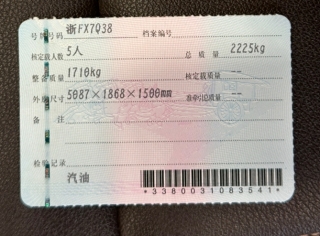 号牌号码 浙FX7Q38 档案编号
核定载人数 5人 总质量 2225kg
整备质量 1710kg 核定载质量 --
外廓尺寸 5087×1868×1500mm 准牵引总质量 --
备注
检验记录
汽油 *3380031083541*